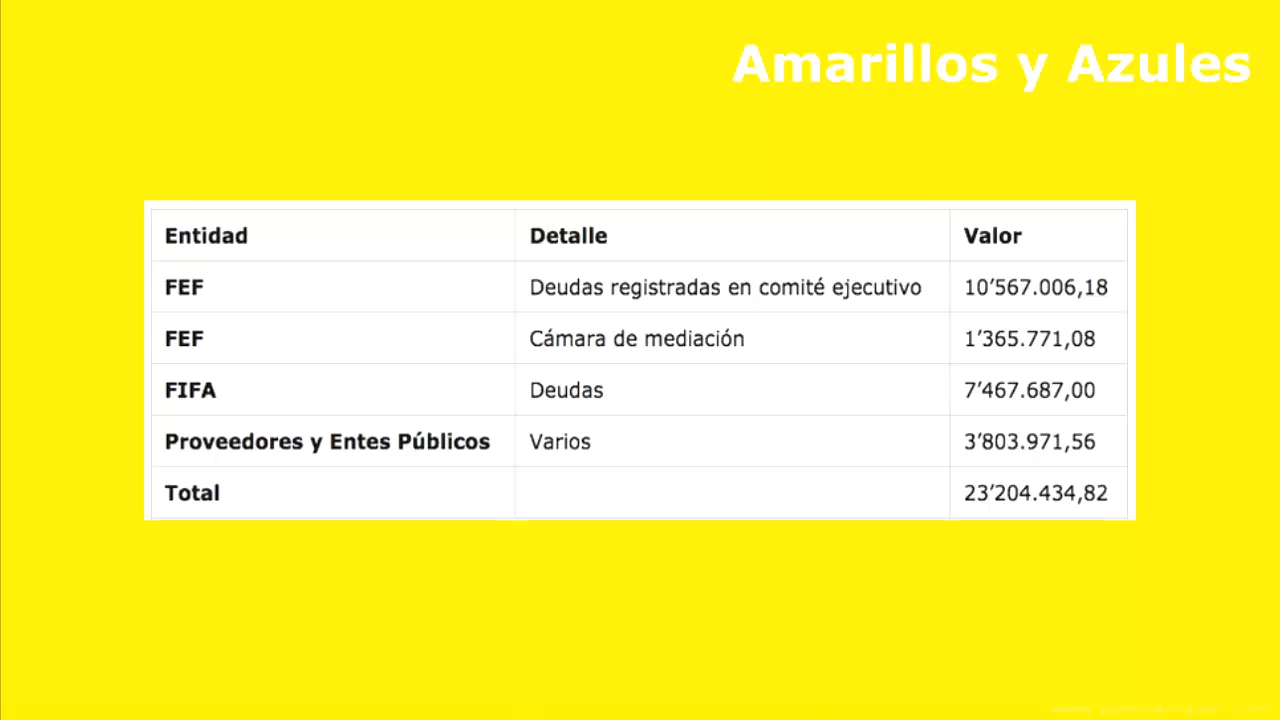 Amarillos y Azules
Entidad Detalle Valor
FEF Deudas registradas en comité ejecutivo 10’567.006,18
FEF Cámara de mediación 1’365.771,08
FIFA Deudas 7’467.687,00
Proveedores y Entes Públicos Varios 3’803.971,56
Total 23’204.434,82